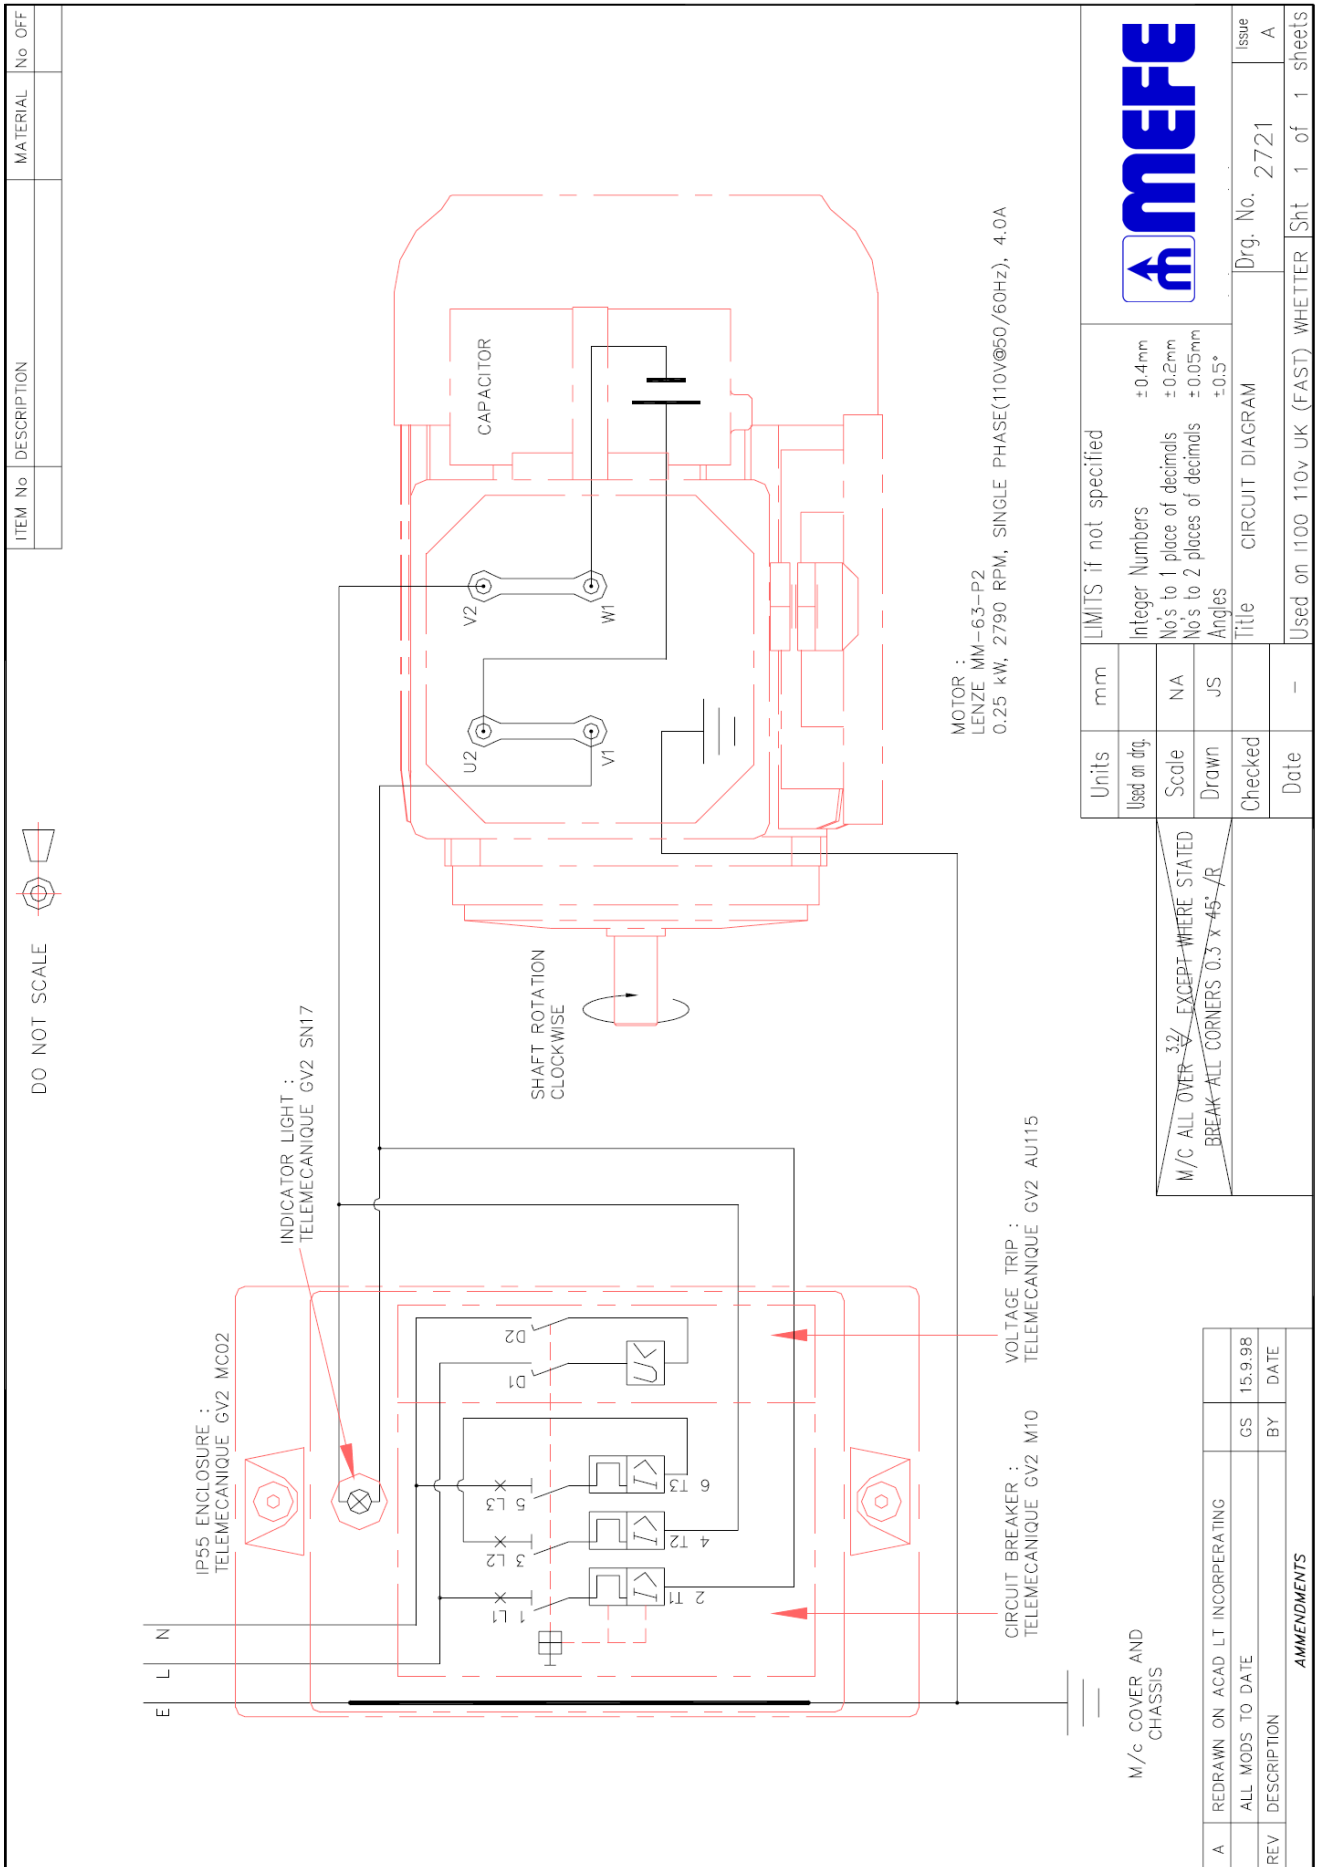 ITEM No DESCRIPTION MATERIAL No OFF
DO NOT SCALE
IP55 ENCLOSURE :
TELEMECANIQUE GV2 MC02
INDICATOR LIGHT :
TELEMECANIQUE GV2 SN17
E L N
1 L1
3 L2
5 L3
D1
D2
2 T1
4 T2
6 T3
U<
I>
I>
I>
CIRCUIT BREAKER :
TELEMECANIQUE GV2 M10
VOLTAGE TRIP :
TELEMECANIQUE GV2 AU115
M/c COVER AND
CHASSIS
SHAFT ROTATION
CLOCKWISE
U2
V2
V1
W1
CAPACITOR
MOTOR :
LENZE MM-63-P2
0.25 kW, 2790 RPM, SINGLE PHASE(110V@50/60Hz), 4.0A
A REDRAWN ON ACAD LT INCORPERATING
ALL MODS TO DATE GS 15.9.98
REV DESCRIPTION BY DATE
AMMENDMENTS
M/C ALL OVER 3.2/ EXCEPT WHERE STATED
BREAK ALL CORNERS 0.3 x 45° /R
Units mm
Used on drg.
Scale NA
Drawn JS
Checked
Date -
LIMITS if not specified
Integer Numbers ±0.4mm
No's to 1 place of decimals ±0.2mm
No's to 2 places of decimals ±0.05mm
Angles ±0.5°
MEFE
Title CIRCUIT DIAGRAM
Drg. No. 2721
Issue A
Used on I100 110v UK (FAST) WHETTER
Sht 1 of 1 sheets